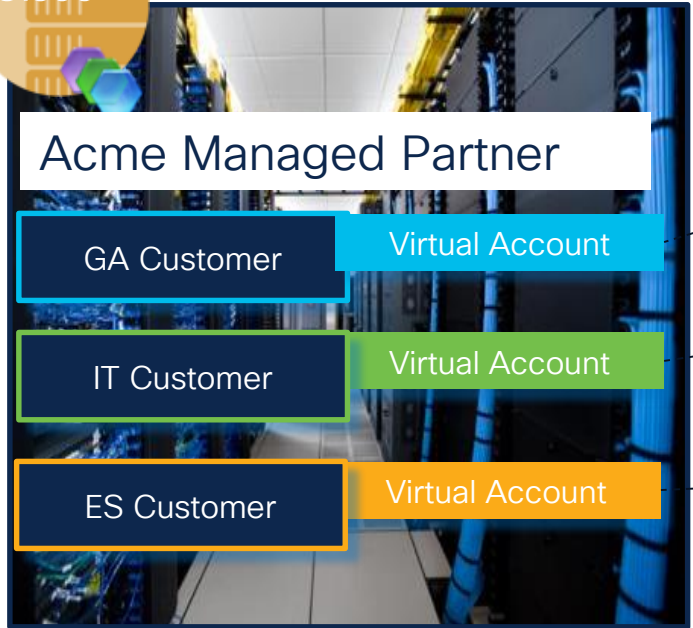 Acme Managed Partner
GA Customer
Virtual Account
IT Customer
Virtual Account
ES Customer
Virtual Account